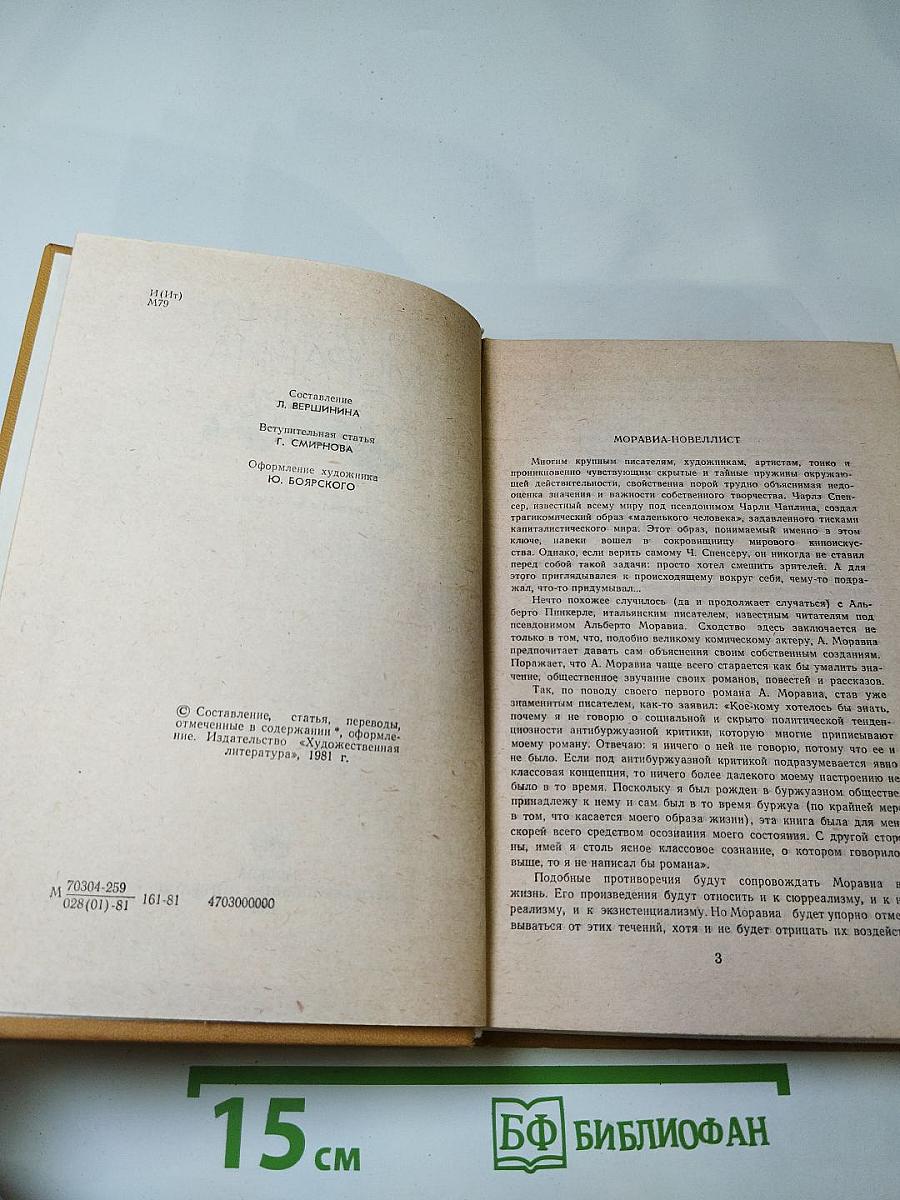 И(Ит)
М79
Составление
Л. ВЕРШИНИНА
Вступительная статья
Г. СМИРНОВА
Оформление художника
Ю. БОЯРСКОГО
© Составление, статья, переводы,
отмеченные в содержании *, оформле-
ние. Издательство «Художественная
литература», 1981 г.
М 70304-259
028(01)-81 161-81 4703000000
МОРАВИА-НОВЕЛЛИСТ
Многим крупным писателям, художникам, артистам, тонко и
проникновенно чувствующим скрытые и тайные пружины окружаю-
щей действительности, свойственна порой трудно объяснимая недо-
оценка значения и важности собственного творчества. Чарлз Спен-
сер, известный всему миру под псевдонимом Чарли Чаплина, создал
трагикомический образ «маленького человека», задавленного тисками
капиталистического мира. Этот образ, понимаемый именно в этом
ключе, навеки вошел в сокровищницу мирового киноискус-
ства. Однако, если верить самому Ч. Спенсеру, он никогда не ставил
перед собой такой задачи: просто хотел смешить зрителей. А для
этого приглядывался к происходящему вокруг себя, чему-то подра-
жал, что-то придумывал...
Нечто похожее случилось (да и продолжает случаться) с Аль-
берто Пинкерле, итальянским писателем, известным читателям под
псевдонимом Альберто Моравиа. Сходство здесь заключается не
только в том, что, подобно великому комическому актеру, А. Моравиа
предпочитает давать сам объяснения своим собственным созданиям.
Поражает, что А. Моравиа чаще всего старается как бы умалить зна-
чение, общественное звучание своих романов, повестей и рассказов.
Так, по поводу своего первого романа А. Моравиа, став уже
знаменитым писателем, как-то заявил: «Кое-кому хотелось бы знать,
почему я не говорю о социальной и скрыто политической тенден-
циозности антибуржуазной критики, которую многие приписывают
моему роману. Отвечаю: я ничего о ней не говорю, потому что ее и
не было. Если под антибуржуазной критикой подразумевается явно
классовая концепция, то ничего более далекого моему настроению не
было в то время. Поскольку я был рожден в буржуазном обществе,
принадлежу к нему и сам был в то время буржуа (по крайней мере
в том, что касается моего образа жизни), эта книга была для мен
скорей всего средством осознания моего состояния. С другой сторо-
ны, имей я столь ясное классовое сознание, о котором говорило
выше, то я не написал бы романа».
Подобные противоречия будут сопровождать Моравиа в
жизнь. Его произведения будут относить и к сюрреализму, и к н
реализму, и к экзистенциализму. Но Моравиа будет упорно отме
вываться от этих течений, хотя и не будет отрицать их воздейст
3
15 см
БФ БИБЛИОФАН